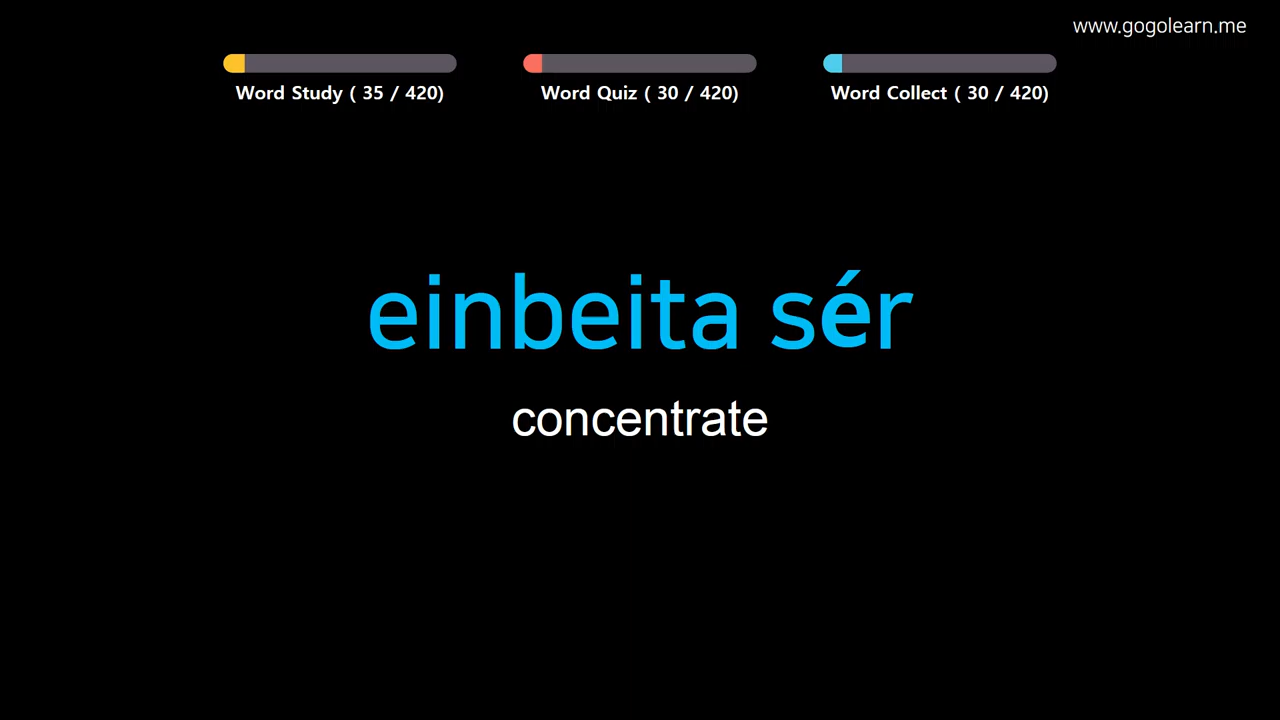 www.gogolearn.me
Word Study ( 35 / 420)
Word Quiz ( 30 / 420)
Word Collect ( 30 / 420)
einbeita sér
concentrate